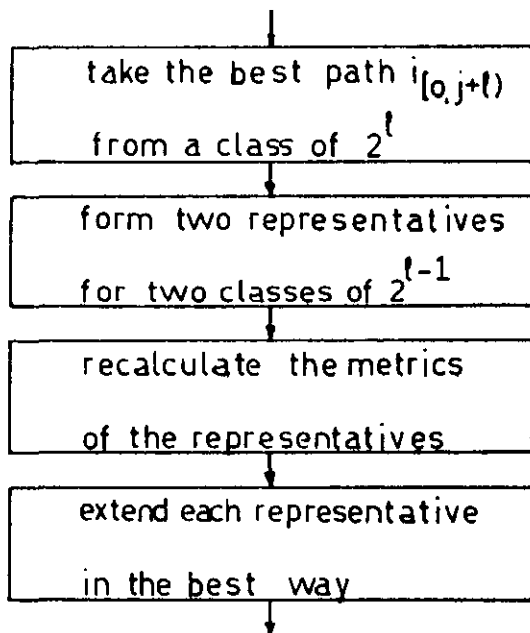 take the best path i[0,j+ℓ)
from a class of 2^ℓ
form two representatives
for two classes of 2^ℓ-1
recalculate the metrics
of the representatives
extend each representative
in the best way